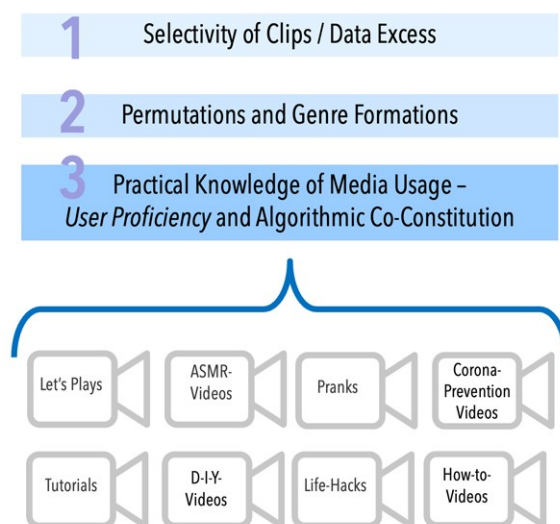 1
Selectivity of Clips / Data Excess
2
Permutations and Genre Formations
3
Practical Knowledge of Media Usage –
User Proficiency and Algorithmic Co-Constitution
Let's Plays
ASMR-
Videos
Pranks
Corona-
Prevention
Videos
Tutorials
D-I-Y-
Videos
Life-Hacks
How-to-
Videos